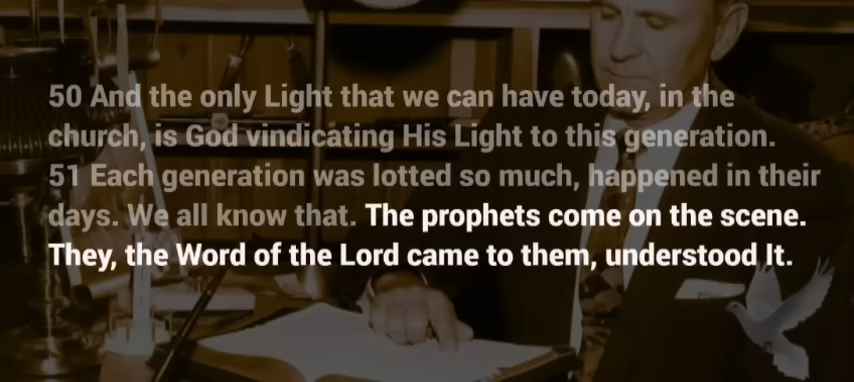 50 And the only Light that we can have today, in the
church, is God vindicating His Light to this generation.
51 Each generation was lotted so much, happened in their
days. We all know that. The prophets come on the scene.
They, the Word of the Lord came to them, understood It.